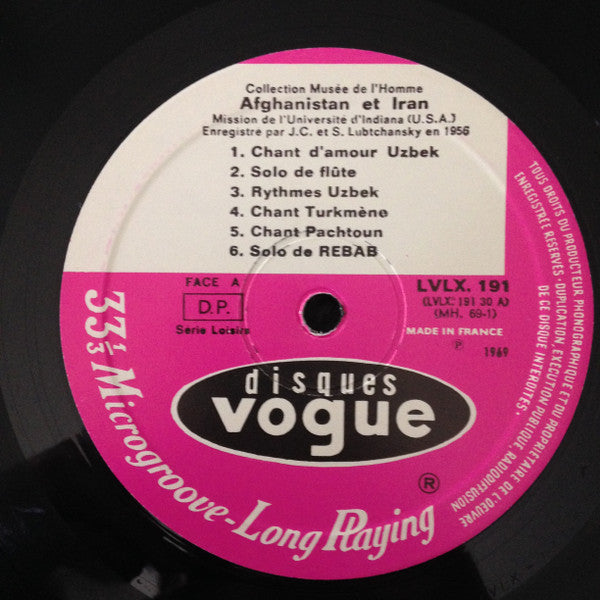 Collection Musée de l'Homme
Afghanistan et Iran
Mission de l'Université d'Indiana (U.S.A.)
Enregistré par J.C. et S. Lubtchansky en 1956
1. Chant d'amour Uzbek
2. Solo de flûte
3. Rythmes Uzbek
4. Chant Turkmène
5. Chant Pachtoun
6. Solo de REBAB
FACE A
D.P.
Série Loisirs
LVLX. 191
(LVLX. 191 30 A)
(MH. 69-1)
MADE IN FRANCE
℗ 1969
disques
vogue
®
33 1/3 Microgroove-Long Playing
TOUS DROITS DU PRODUCTEUR PHONOGRAPHIQUE ET DU PROPRIÉTAIRE DE L'OEUVRE
ENREGISTRÉE RÉSERVÉS · DUPLICATION, EXÉCUTION PUBLIQUE, RADIODIFFUSION
DE CE DISQUE INTERDITES ·
VLX -